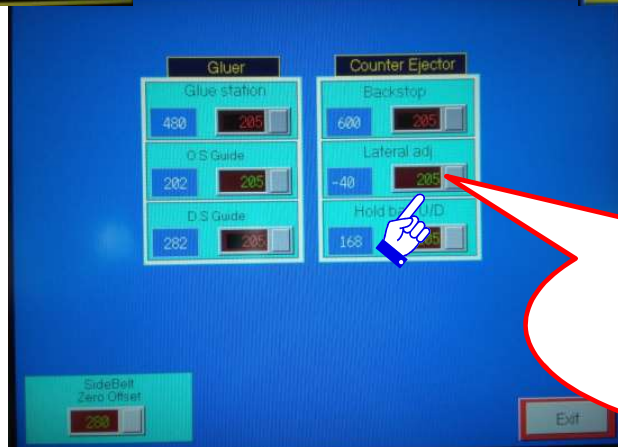 Gluer
Glue station
480 205
O.S Guide
202 205
D.S Guide
282 205
Counter Ejector
Backstop
600 205
Lateral adj
-40 205
Hold
168
SideBelt
Zero Offset
280
Exit